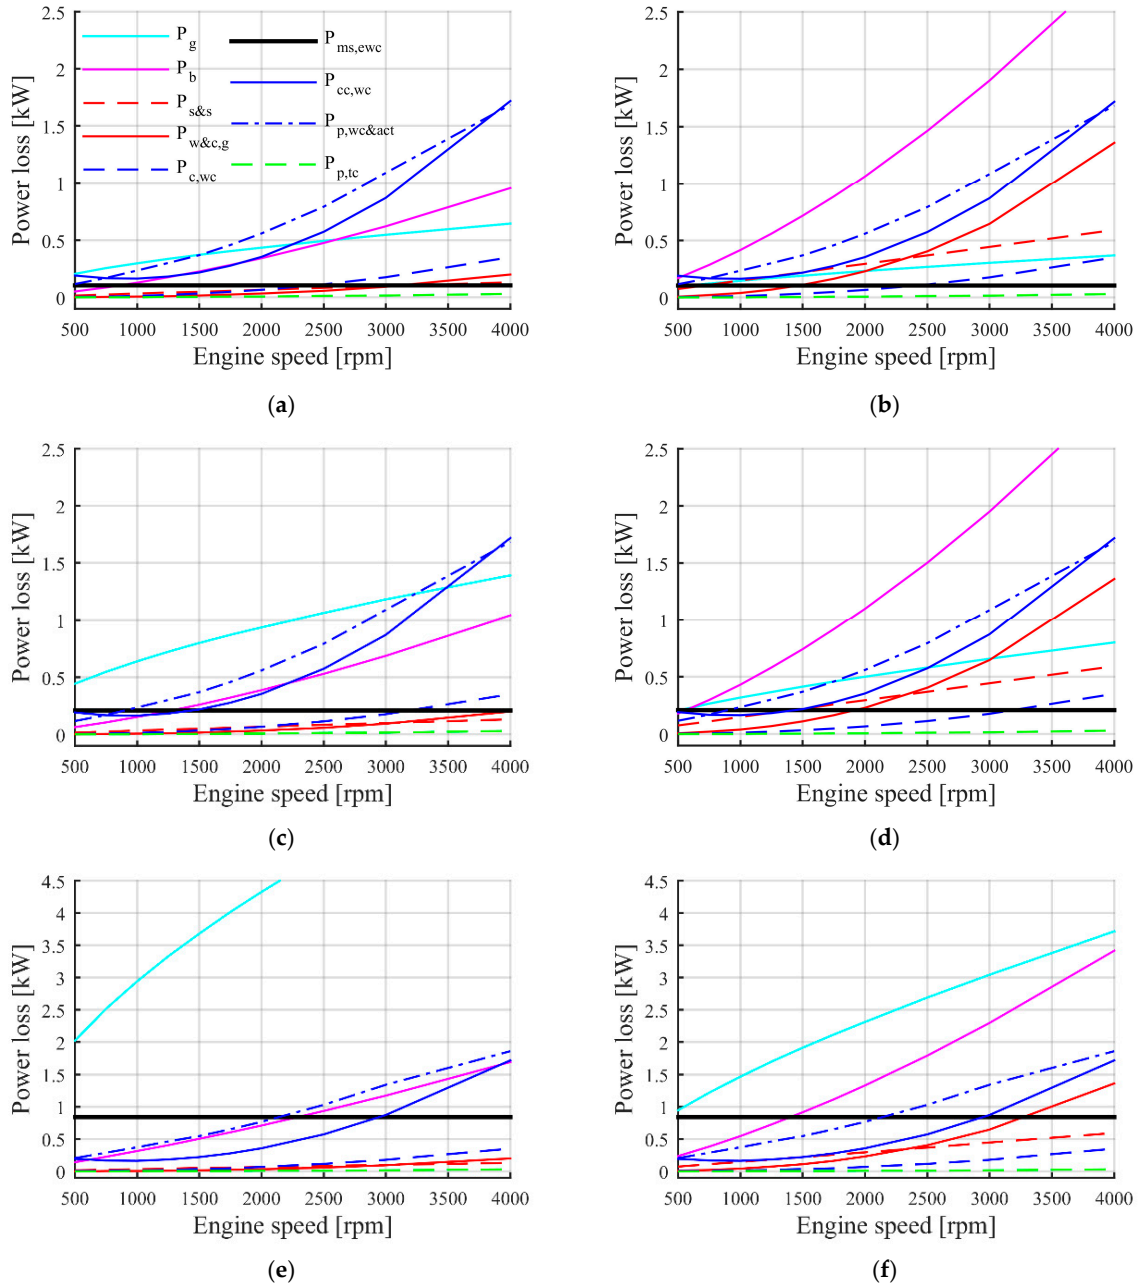 2.5
2
1.5
1
0.5
0
Power loss [kW]
P_g
P_b
P_s&s
P_w&c,g
P_c,wc
P_ms,ewc
P_cc,wc
P_p,wc&act
P_p,tc
500 1000 1500 2000 2500 3000 3500 4000
Engine speed [rpm]
(a)
2.5
2
1.5
1
0.5
0
Power loss [kW]
500 1000 1500 2000 2500 3000 3500 4000
Engine speed [rpm]
(b)
2.5
2
1.5
1
0.5
0
Power loss [kW]
500 1000 1500 2000 2500 3000 3500 4000
Engine speed [rpm]
(c)
2.5
2
1.5
1
0.5
0
Power loss [kW]
500 1000 1500 2000 2500 3000 3500 4000
Engine speed [rpm]
(d)
4.5
4
3.5
3
2.5
2
1.5
1
0.5
0
Power loss [kW]
500 1000 1500 2000 2500 3000 3500 4000
Engine speed [rpm]
(e)
4.5
4
3.5
3
2.5
2
1.5
1
0.5
0
Power loss [kW]
500 1000 1500 2000 2500 3000 3500 4000
Engine speed [rpm]
(f)